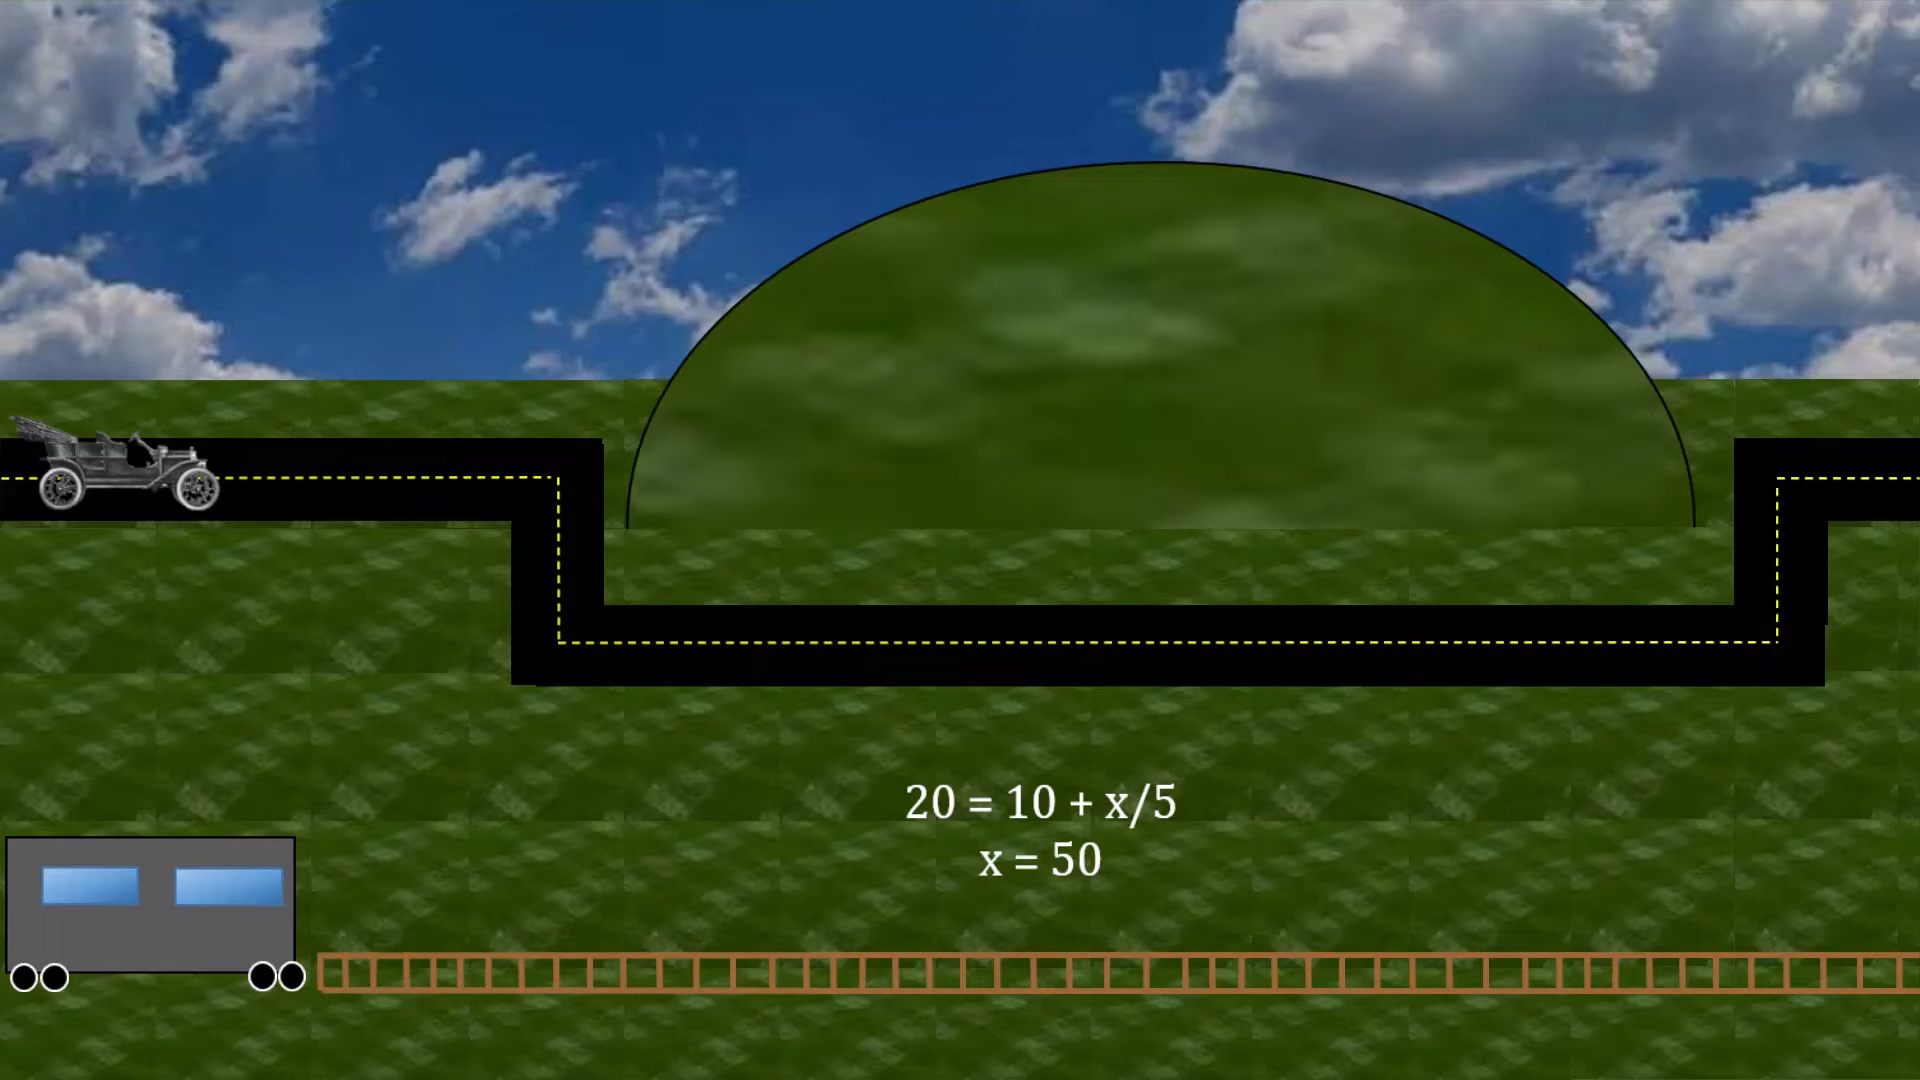 20 = 10 + x/5
x = 50